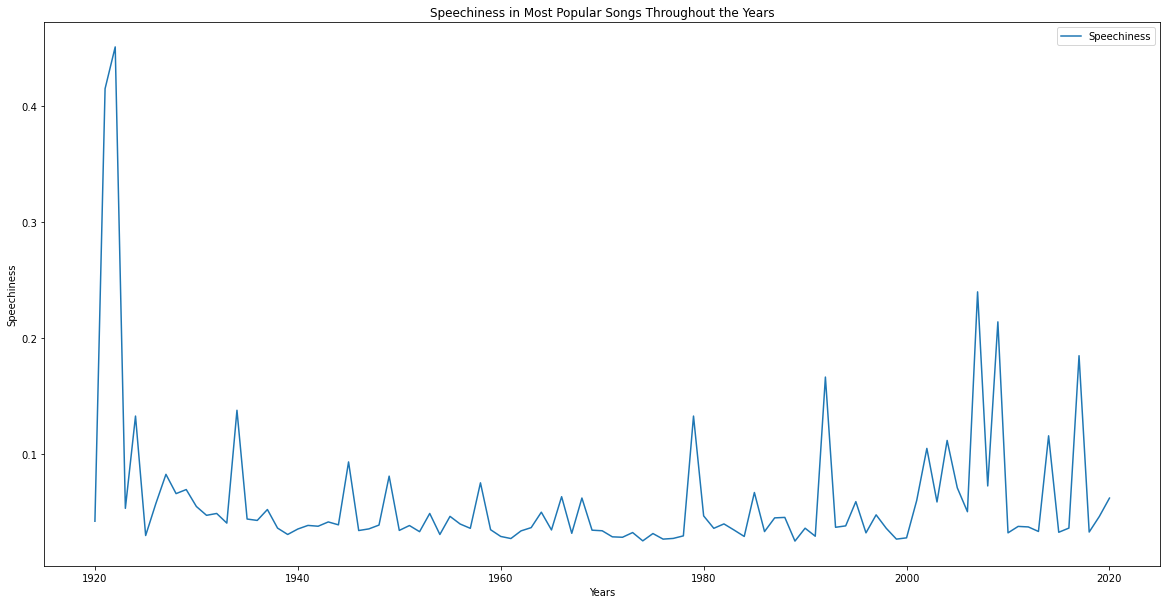 Speechiness in Most Popular Songs Throughout the Years
Speechiness
0.4
0.3
0.2
0.1
Speechiness
1920 1940 1960 1980 2000 2020
Years